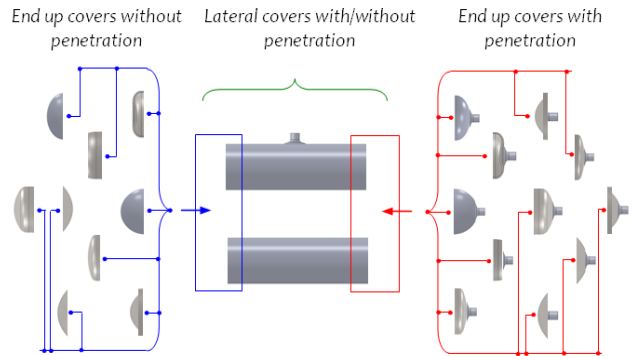 End up covers without
penetration
Lateral covers with/without
penetration
End up covers with
penetration